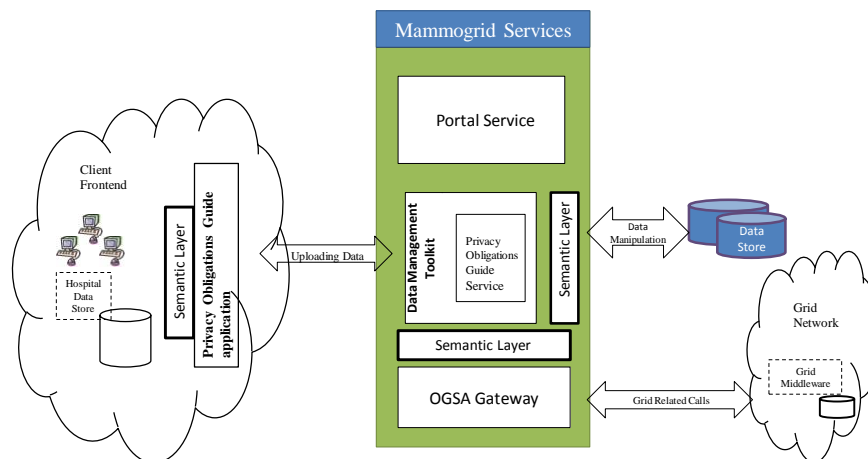 Mammogrid Services
Portal Service
Client
Frontend
Hospital
Data
Store
Semantic Layer
Privacy Obligations Guide
application
Uploading Data
Data Management
Toolkit
Privacy
Obligations
Guide
Service
Semantic Layer
Semantic Layer
OGSA Gateway
Data
Manipulation
Data
Store
Grid
Network
Grid
Middleware
Grid Related Calls